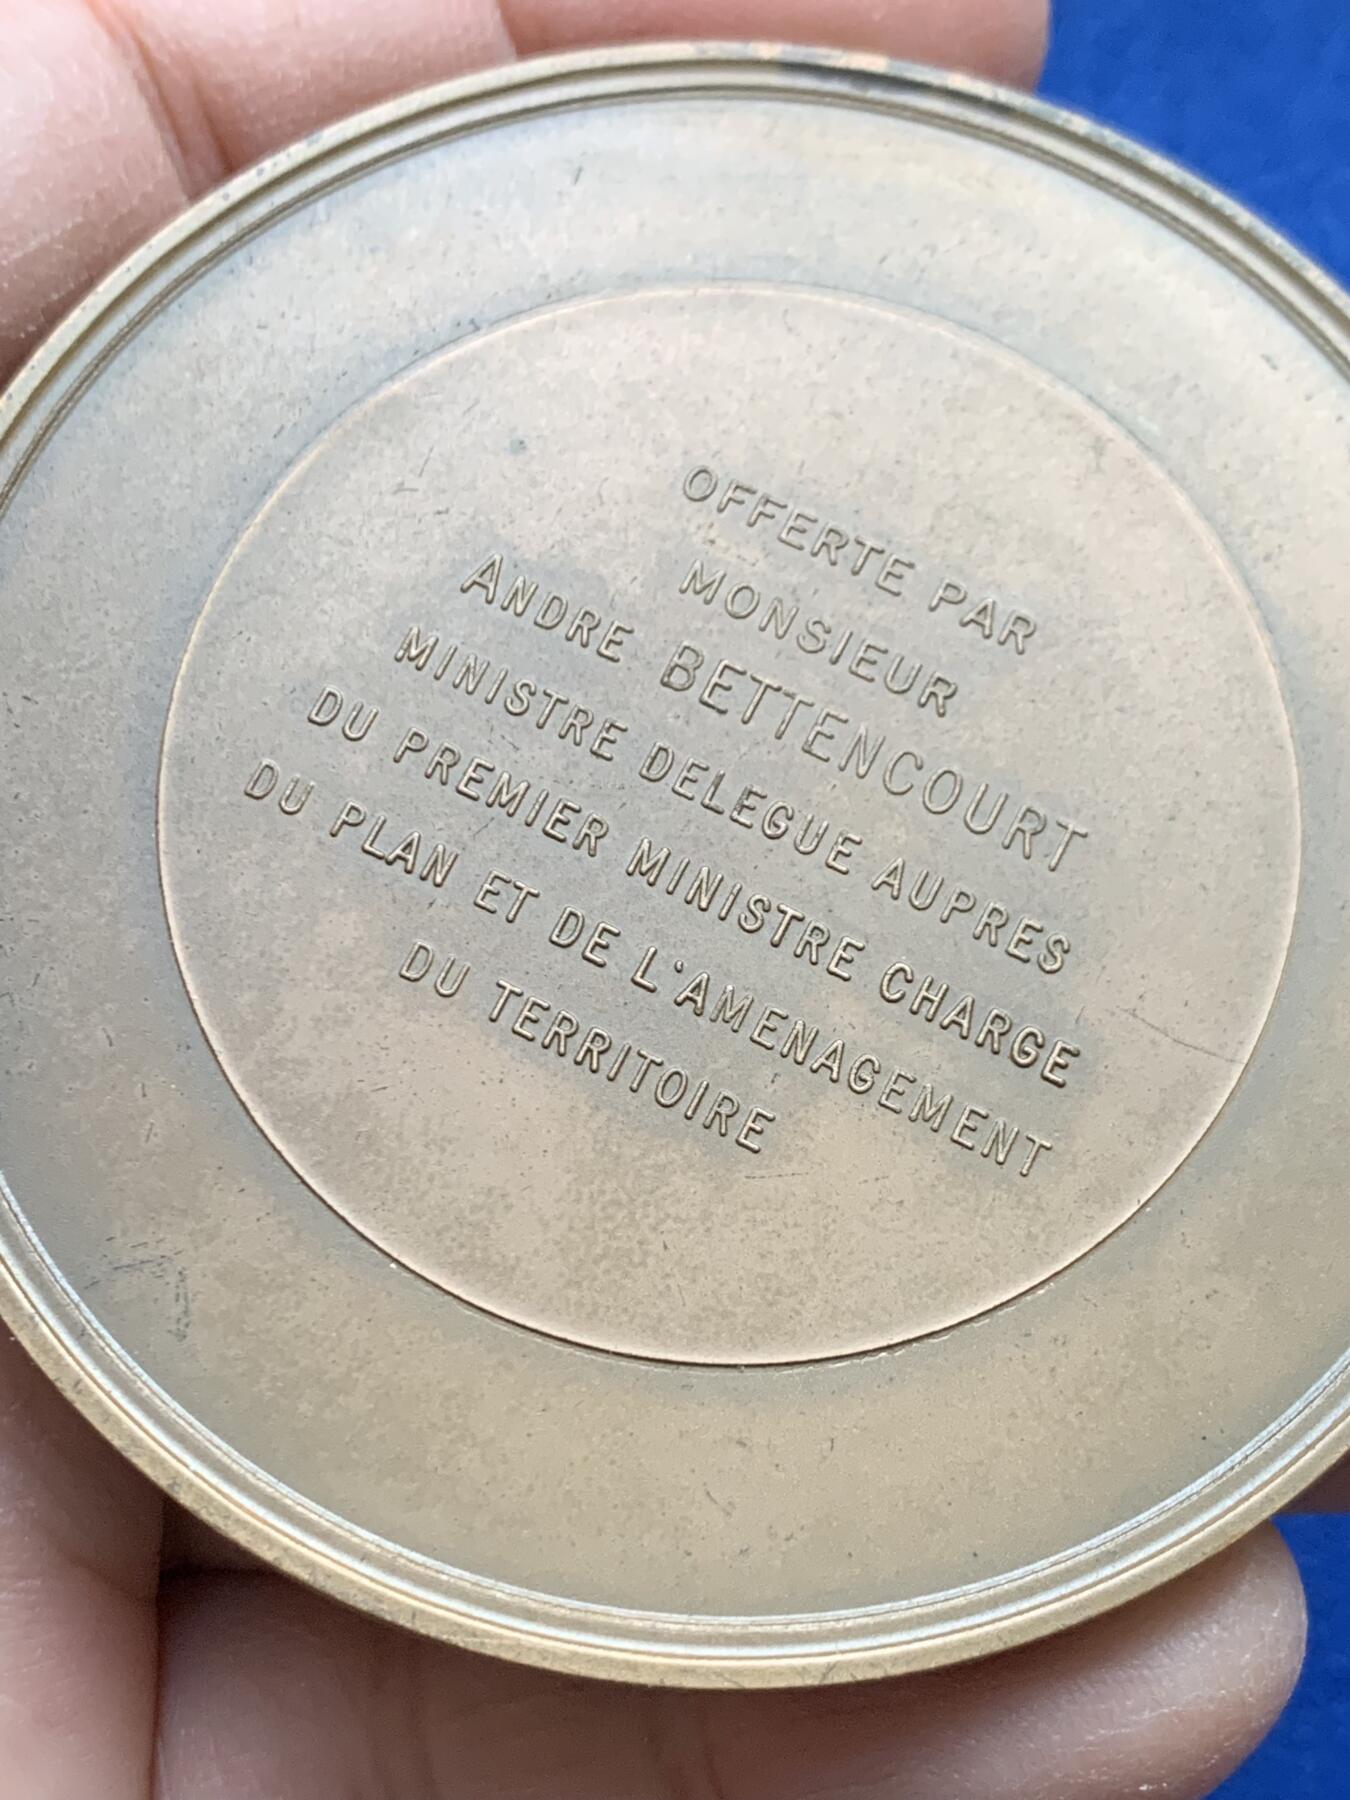 OFFERTE PAR
MONSIEUR
ANDRE BETTENCOURT
MINISTRE DELEGUE AUPRES
DU PREMIER MINISTRE CHARGE
DU PLAN ET DE L'AMENAGEMENT
DU TERRITOIRE